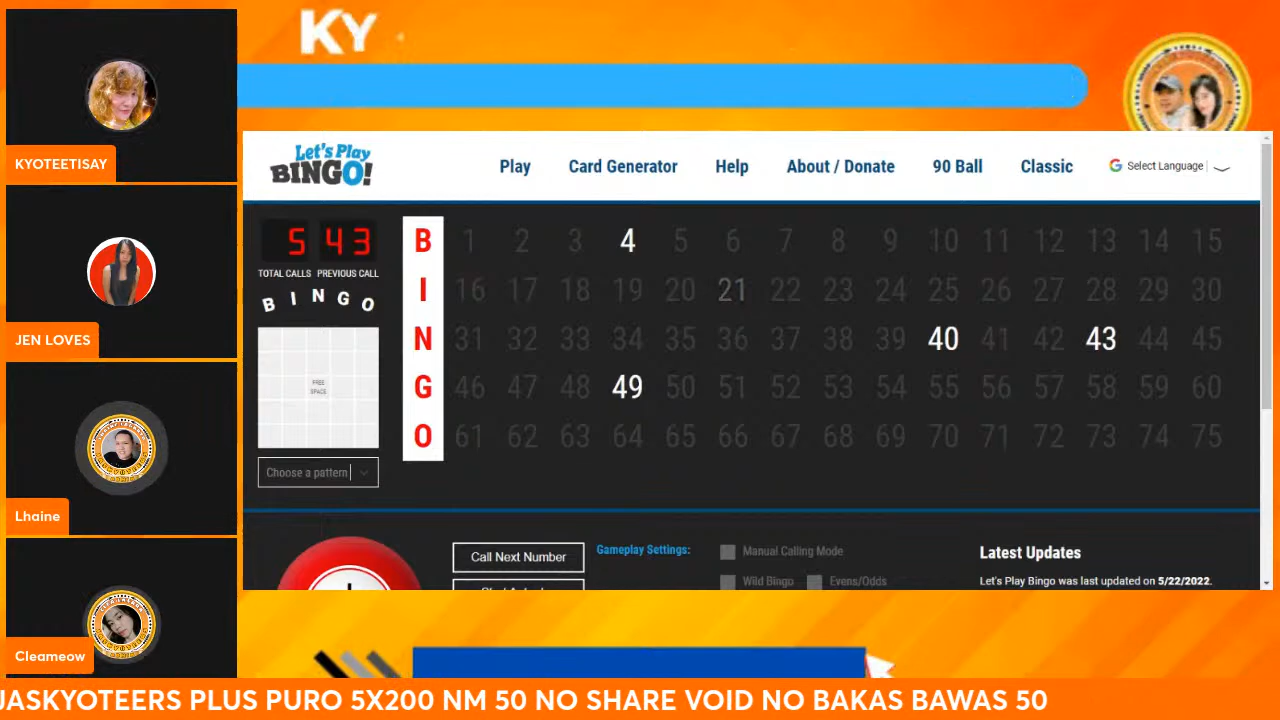 KY
KYOTEETISAY
JEN LOVES
Lhaine
Cleameow
Let's Play
BINGO!
Play Card Generator Help About / Donate 90 Ball Classic Select Language
5 43
TOTAL CALLS PREVIOUS CALL
B I N G O
FREE
SPACE
Choose a pattern
B 1 2 3 4 5 6 7 8 9 10 11 12 13 14 15
I 16 17 18 19 20 21 22 23 24 25 26 27 28 29 30
N 31 32 33 34 35 36 37 38 39 40 41 42 43 44 45
G 46 47 48 49 50 51 52 53 54 55 56 57 58 59 60
O 61 62 63 64 65 66 67 68 69 70 71 72 73 74 75
Call Next Number
Gameplay Settings:
Manual Calling Mode
Wild Bingo Evens/Odds
Latest Updates
Let's Play Bingo was last updated on 5/22/2022.
JASKYOTEERS PLUS PURO 5X200 NM 50 NO SHARE VOID NO BAKAS BAWAS 50